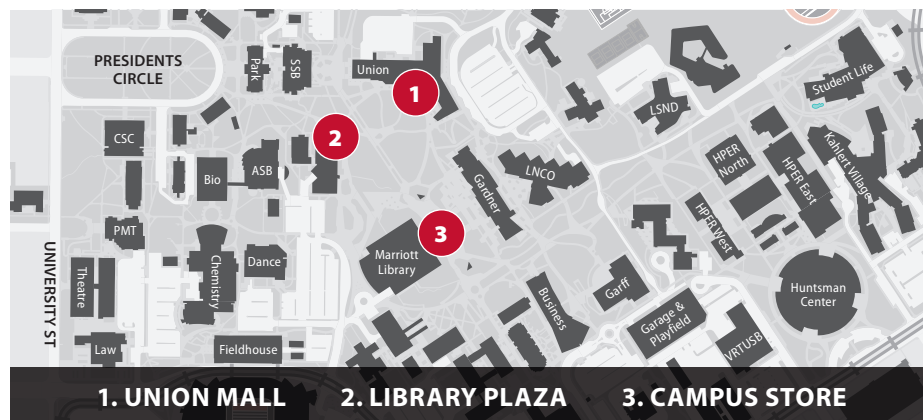 PRESIDENTS
CIRCLE
Park
SSB
Union
1
Student Life
LSND
2
CSC
ASB
Bio
HPER
North
Kahlert Village
HPER East
LNCO
Gardner
HPER West
3
PMT
Marriott
Library
UNIVERSITY ST
Theatre
Chemistry
Dance
Business
Garff
Huntsman
Center
Garage &
Playfield
VRTUSB
Law
Fieldhouse
1. UNION MALL 2. LIBRARY PLAZA 3. CAMPUS STORE